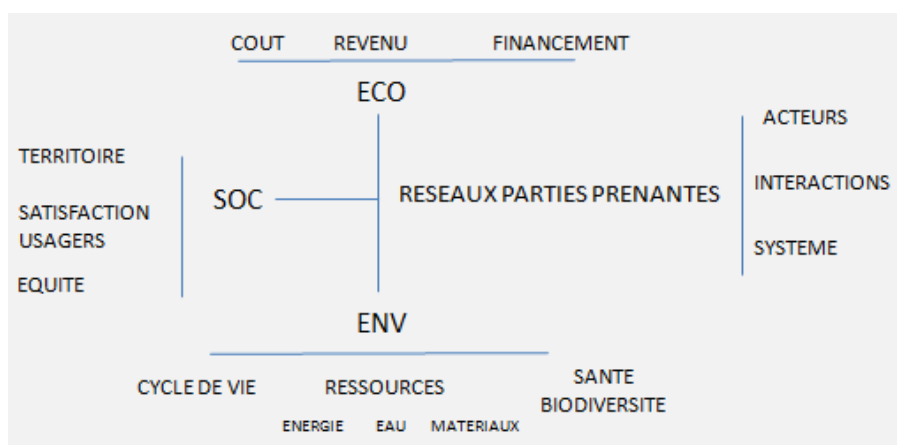 COUT REVENU FINANCEMENT
ECO
TERRITOIRE
SATISFACTION
USAGERS
EQUITE
SOC
RESEAUX PARTIES PRENANTES
ACTEURS
INTERACTIONS
SYSTEME
ENV
CYCLE DE VIE RESSOURCES
SANTE
BIODIVERSITE
ENERGIE EAU MATERIAUX